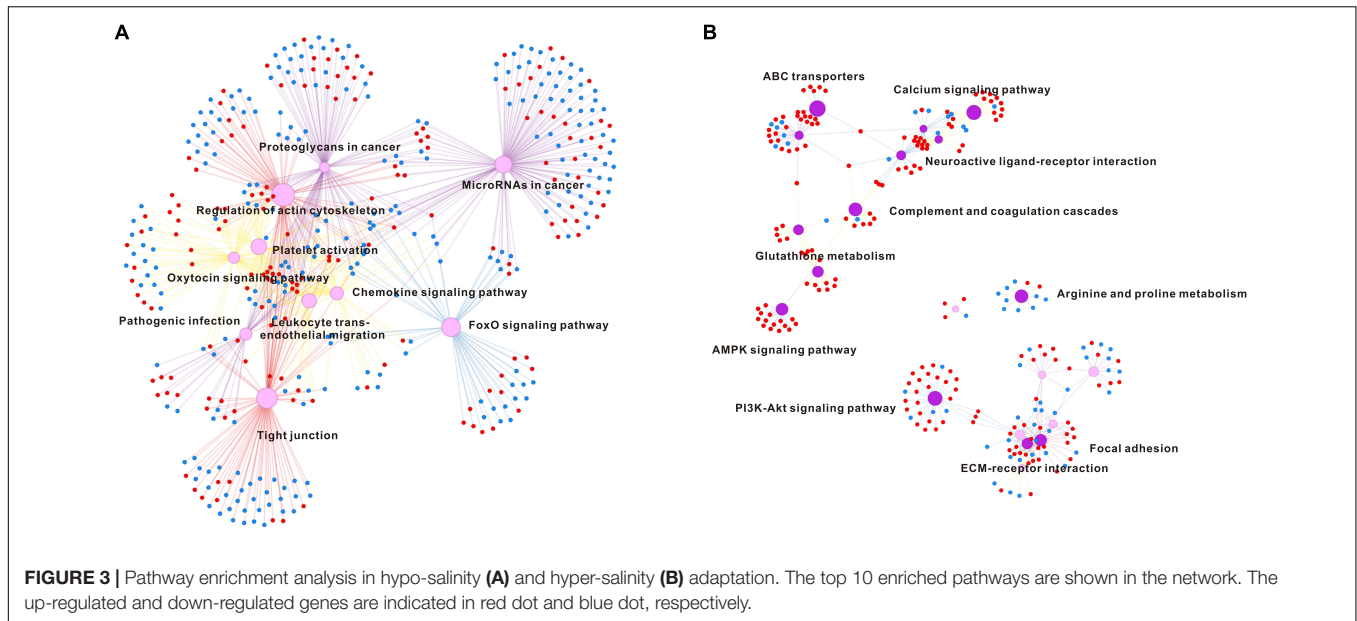 A
Proteoglycans in cancer
MicroRNAs in cancer
Regulation of actin cytoskeleton
Platelet activation
Oxytocin signaling pathway
Chemokine signaling pathway
Pathogenic infection
Leukocyte trans-
endothelial migration
FoxO signaling pathway
Tight junction
B
ABC transporters
Calcium signaling pathway
Neuroactive ligand-receptor interaction
Complement and coagulation cascades
Glutathione metabolism
Arginine and proline metabolism
AMPK signaling pathway
PI3K-Akt signaling pathway
Focal adhesion
ECM-receptor interaction
FIGURE 3 | Pathway enrichment analysis in hypo-salinity (A) and hyper-salinity (B) adaptation. The top 10 enriched pathways are shown in the network. The
up-regulated and down-regulated genes are indicated in red dot and blue dot, respectively.